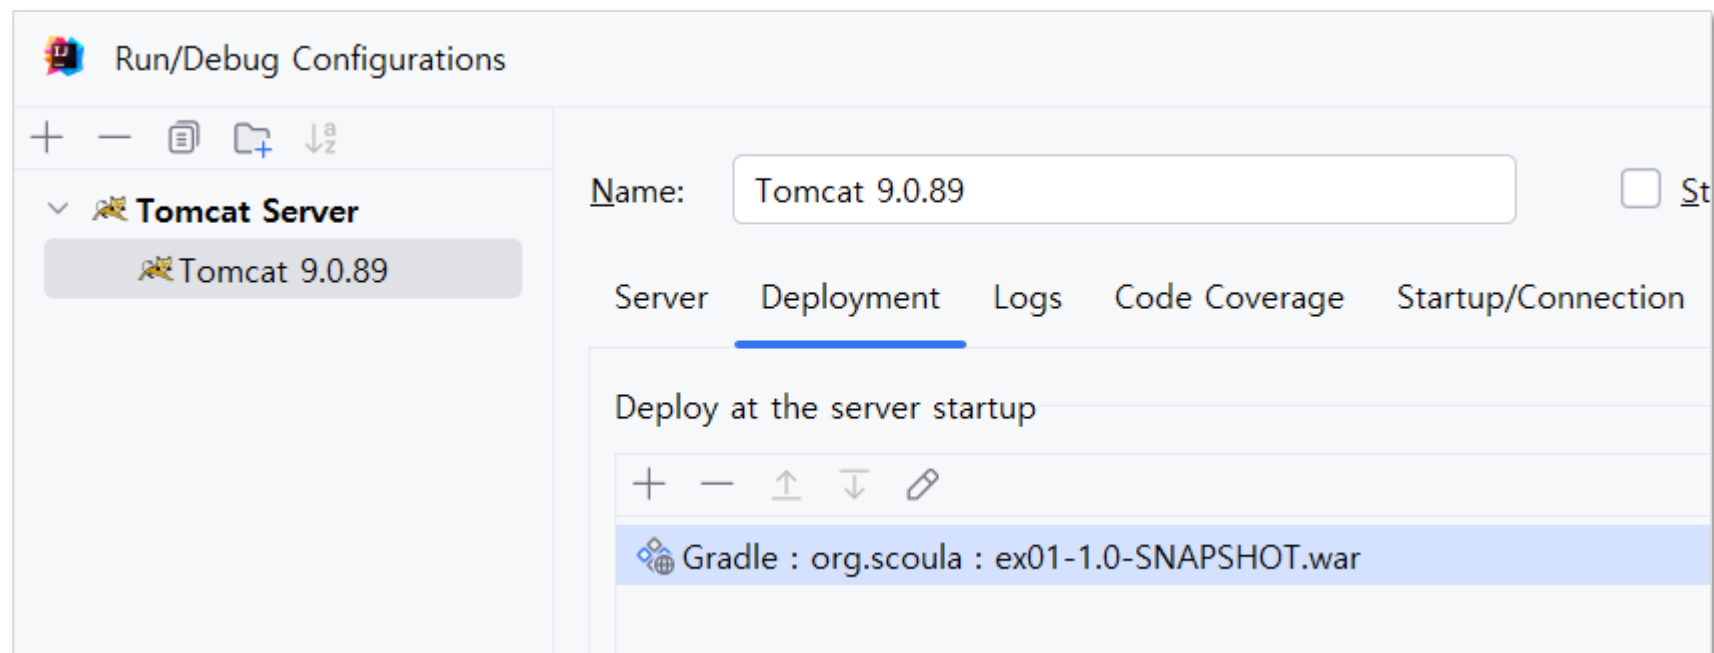 Run/Debug Configurations
Tomcat Server
Tomcat 9.0.89
Name: Tomcat 9.0.89
Server Deployment Logs Code Coverage Startup/Connection
Deploy at the server startup
Gradle : org.scoula : ex01-1.0-SNAPSHOT.war